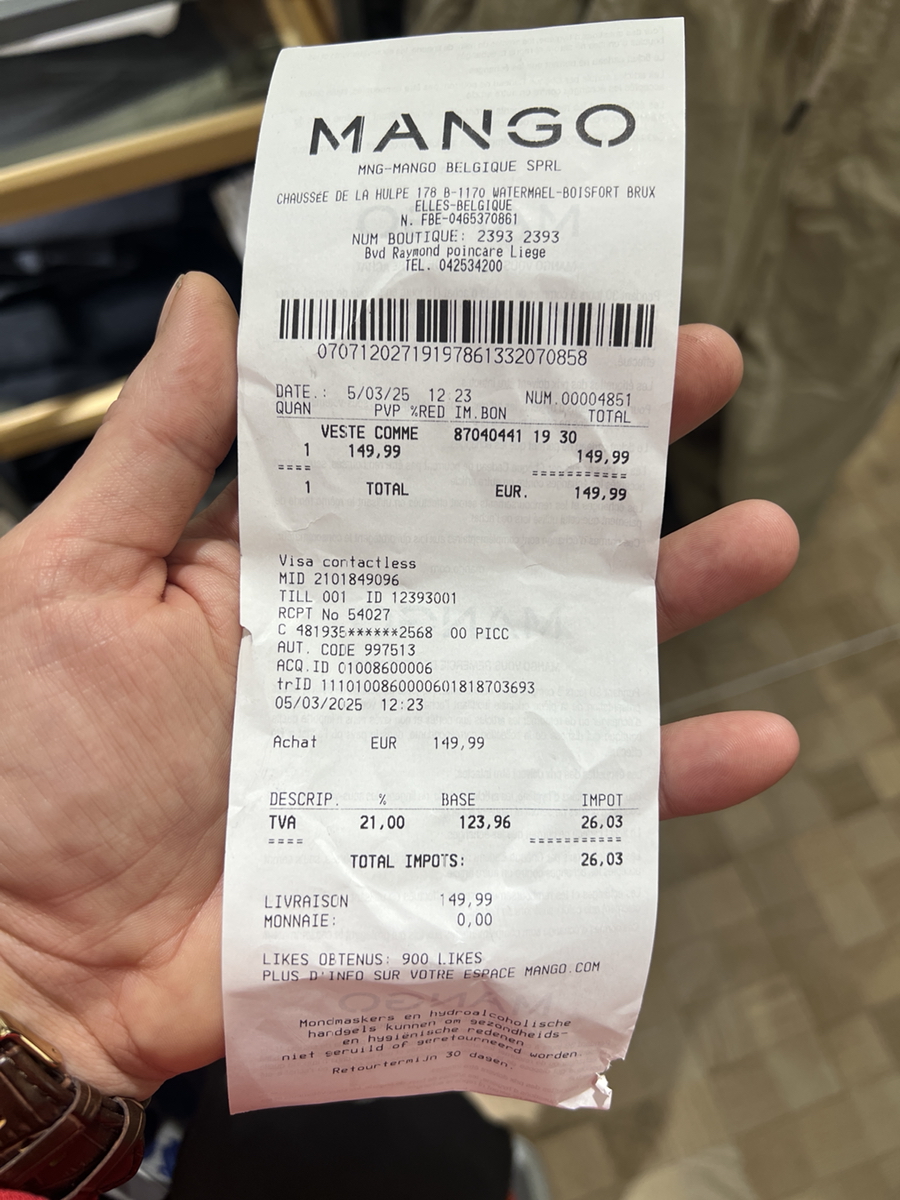 MANGO
MNG-MANGO BELGIQUE SPRL
CHAUSSÉE DE LA HULPE 178 B-1170 WATERMAEL-BOISFORT BRUX
ELLES-BELGIQUE
N. FBE-0465370861
NUM BOUTIQUE: 2393 2393
Bvd Raymond poincare Liege
TEL. 042534200
0707120271919786133207085​8
DATE.: 5/03/25 12:23 NUM.00004851
QUAN PVP %RED IM.BON TOTAL
VESTE COMME 87040441 19 30
1 149,99 149,99
==== ===========
1 TOTAL EUR. 149,99
Visa contactless
MID 2101849096
TILL 001 ID 12393001
RCPT No 54027
C 481935******2568 00 PICC
AUT. CODE 997513
ACQ.ID 01008600006
trID 1110100860000601818703693
05/03/2025 12:23
Achat EUR 149,99
DESCRIP. % BASE IMPOT
TVA 21,00 123,96 26,03
==== ===========
TOTAL IMPOTS: 26,03
LIVRAISON 149,99
MONNAIE: 0,00
LIKES OBTENUS: 900 LIKES
PLUS D'INFO SUR VOTRE ESPACE MANGO.COM
Mondmaskers en hydroalcoholische
handgels kunnen om gezondheids-
en hygienische redenen
niet geruild of geretourneerd worden.
Retourtermijn 30 dagen.